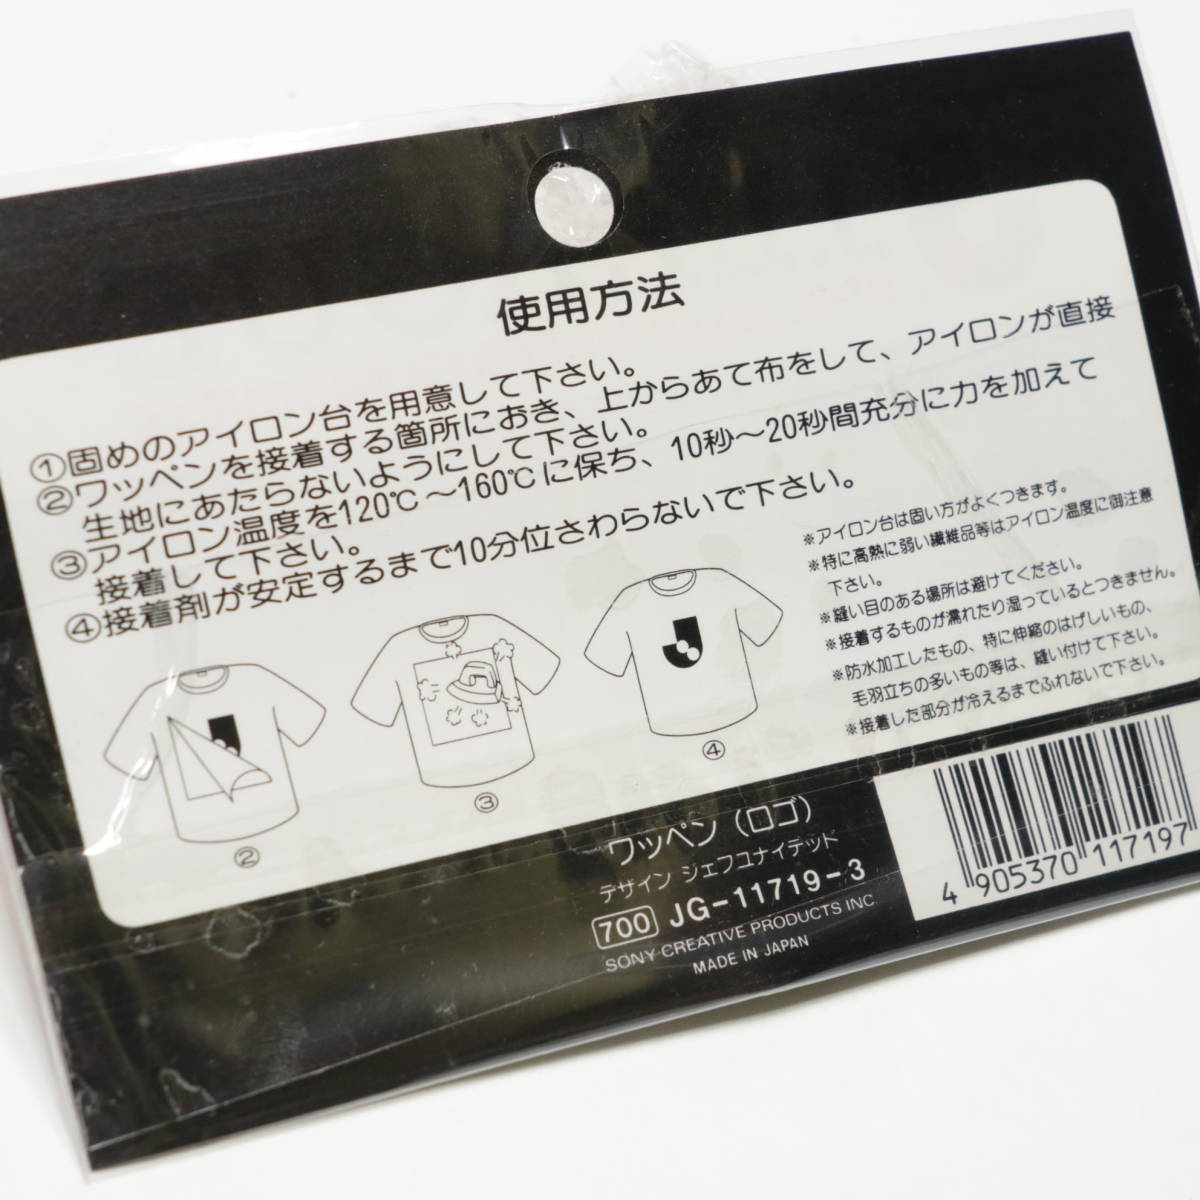 使用方法
①固めのアイロン台を用意して下さい。
②ワッペンを接着する箇所におき、上からあて布をして、アイロンが直接
生地にあたらないようにして下さい。
③アイロン温度を120℃～160℃に保ち、10秒～20秒間充分に力を加えて
接着して下さい。
④接着剤が安定するまで10分位さわらないで下さい。
※アイロン台は固い方がよくつきます。
※特に高熱に弱い繊維品等はアイロン温度に御注意
下さい。
※縫い目のある場所は避けてください。
※接着するものが濡れたり湿っているとつきません。
※防水加工したもの、特に伸縮のはげしいもの、
毛羽立ちの多いもの等は、縫い付けて下さい。
※接着した部分が冷えるまでふれないで下さい。
②
③
④
ワッペン（ロゴ）
デザイン ジェフユナイテッド
700 JG-11719-3
SONY CREATIVE PRODUCTS INC.
MADE IN JAPAN
4 905370 117197